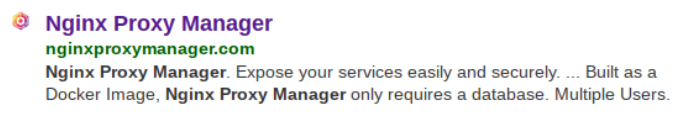 Nginx Proxy Manager
nginxproxymanager.com
Nginx Proxy Manager. Expose your services easily and securely. ... Built as a
Docker Image, Nginx Proxy Manager only requires a database. Multiple Users.